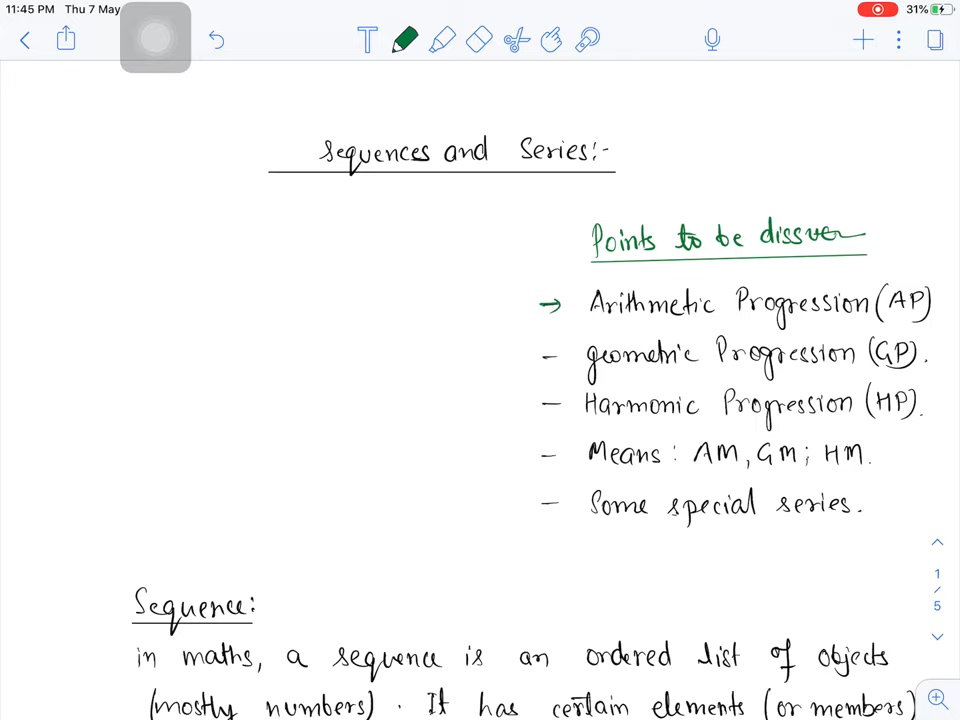 11:45 PM Thu 7 May
31%
T
Sequences and Series:-
Points to be
→ Arithmetic Progression (AP)
- geometric Progression (GP).
- Harmonic Progression (HP).
- Means: AM, GM; HM.
- Some special series.
1
/
5
Sequence:
in maths, a sequence is an ordered list of objects
(mostly numbers). It has certain elements (or members)